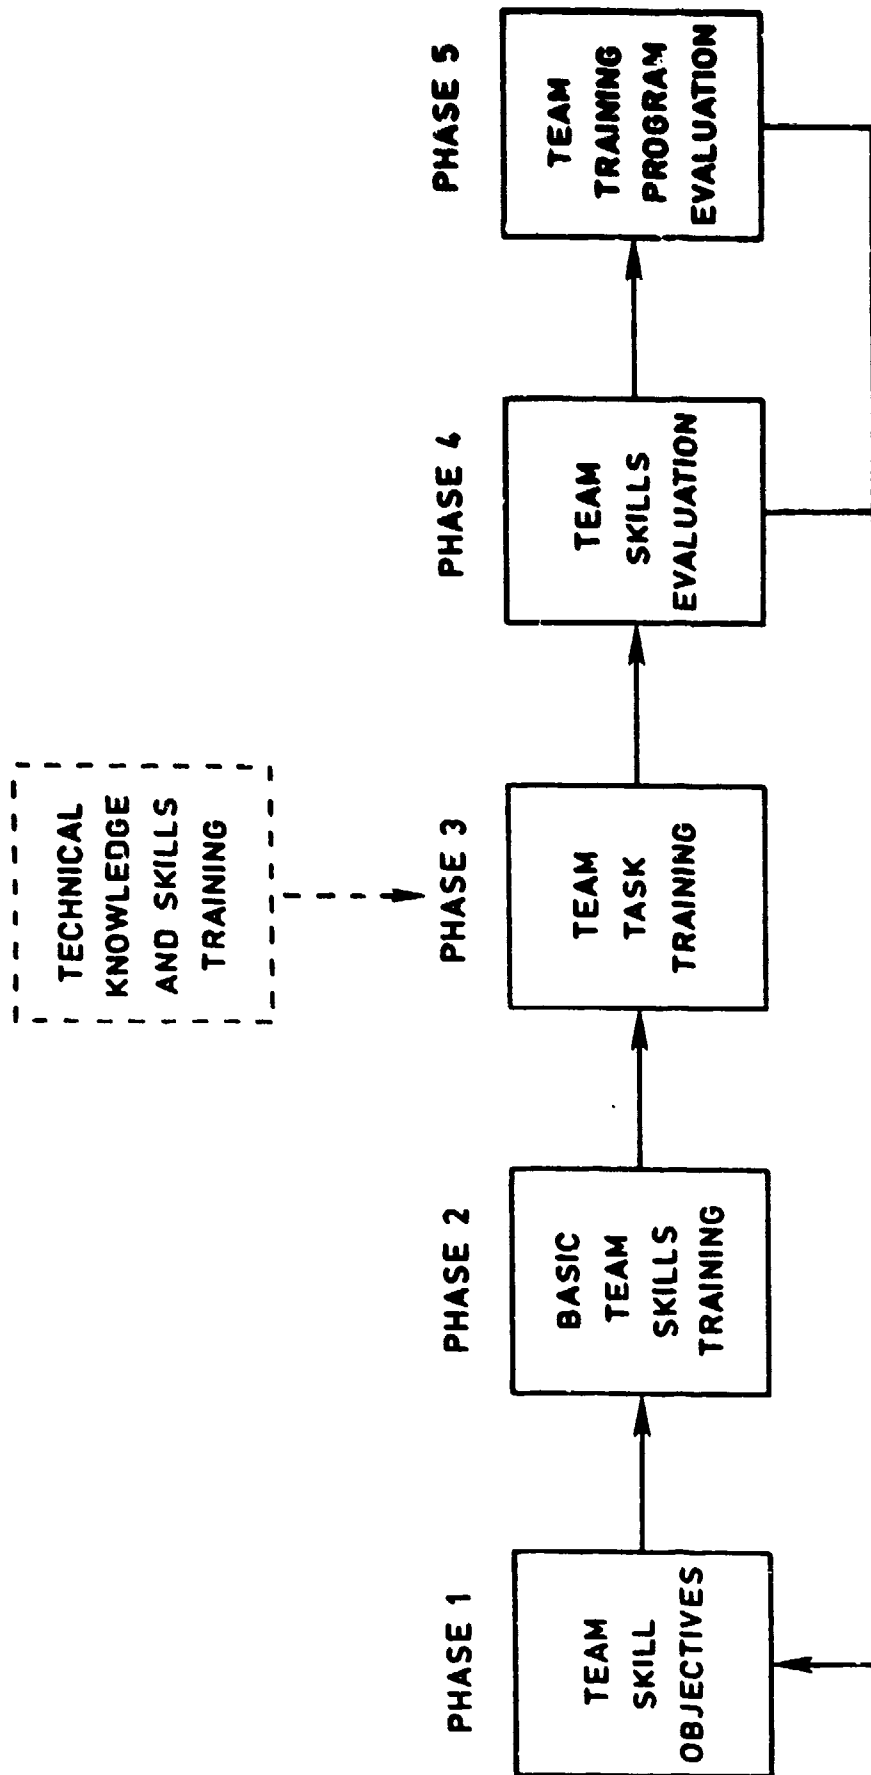 TECHNICAL
KNOWLEDGE
AND SKILLS
TRAINING
PHASE 1
TEAM
SKILL
OBJECTIVES
PHASE 2
BASIC
TEAM
SKILLS
TRAINING
PHASE 3
TEAM
TASK
TRAINING
PHASE 4
TEAM
SKILLS
EVALUATION
PHASE 5
TEAM
TRAINING
PROGRAM
EVALUATION